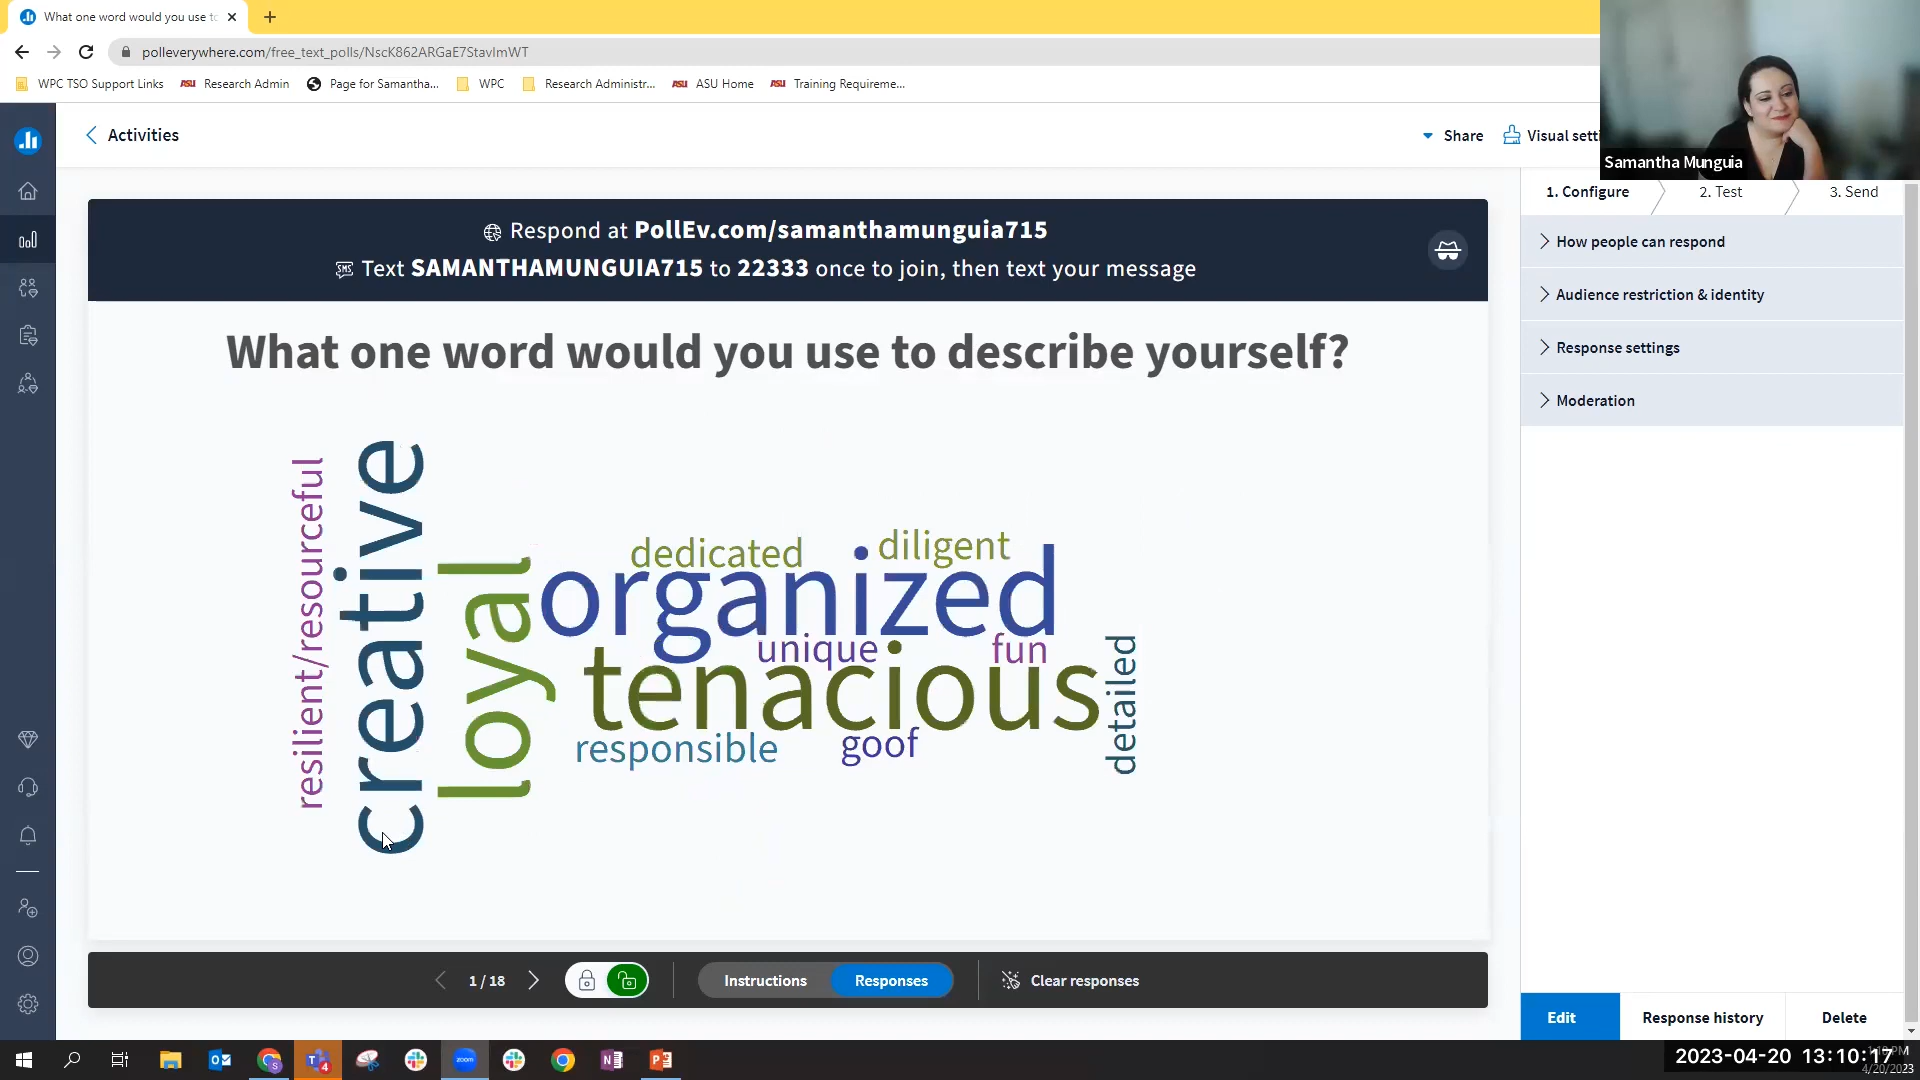 What one word would you use to
polleverywhere.com/free_text_polls/NscK862ARGaE7StavImWT
WPC TSO Support Links
ASU Research Admin
Page for Samantha...
WPC
Research Administr...
ASU ASU Home
ASU Training Requireme...
Samantha Munguia
Activities
Share
Visual setti
Respond at PollEv.com/samanthamunguia715
SMS Text SAMANTHAMUNGUIA715 to 22333 once to join, then text your message
What one word would you use to describe yourself?
resilient/resourceful
creative
loyal
dedicated
diligent
organized
unique
fun
tenacious
detailed
responsible
goof
1. Configure
2. Test
3. Send
How people can respond
Audience restriction & identity
Response settings
Moderation
1 / 18
Instructions
Responses
Clear responses
Edit
Response history
Delete
2023-04-20 13:10:17
4/20/2023